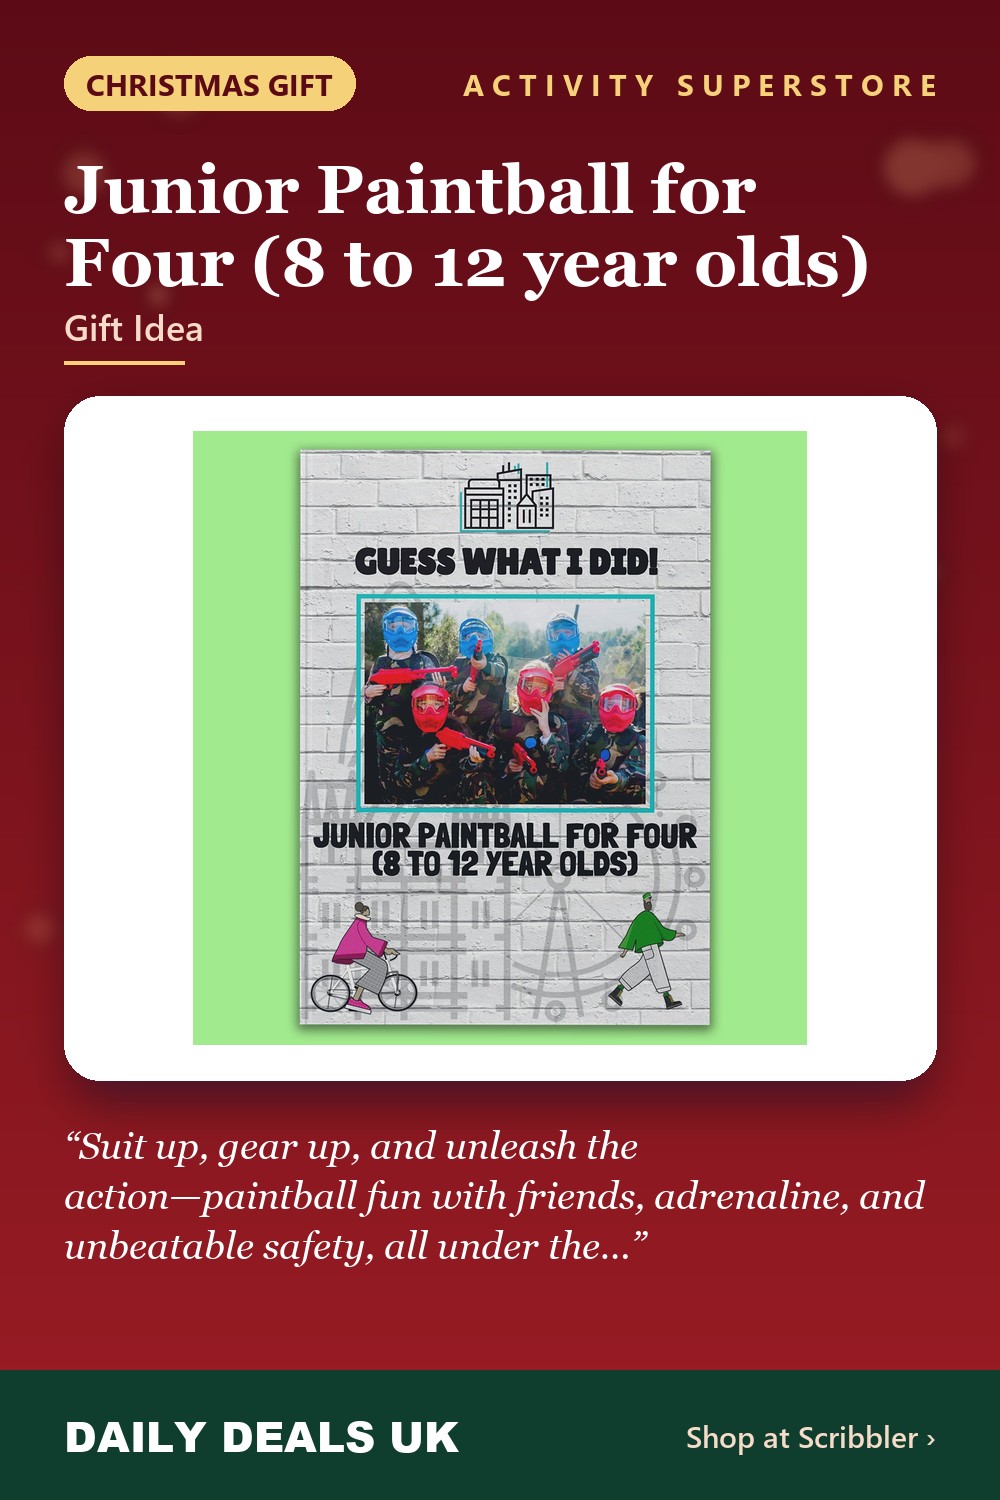 CHRISTMAS GIFT
ACTIVITY SUPERSTORE
Junior Paintball for
Four (8 to 12 year olds)
Gift Idea
GUESS WHAT I DID!
JUNIOR PAINTBALL FOR FOUR
(8 TO 12 YEAR OLDS)
“Suit up, gear up, and unleash the
action—paintball fun with friends, adrenaline, and
unbeatable safety, all under the...”
DAILY DEALS UK
Shop at Scribbler ›